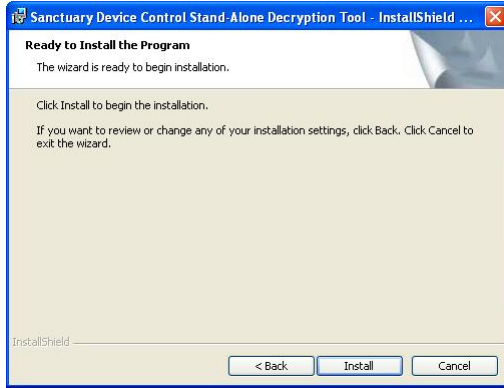 Sanctuary Device Control Stand-Alone Decryption Tool - InstallShield ...
Ready to Install the Program
The wizard is ready to begin installation.
Click Install to begin the installation.
If you want to review or change any of your installation settings, click Back. Click Cancel to
exit the wizard.
InstallShield
< Back Install Cancel